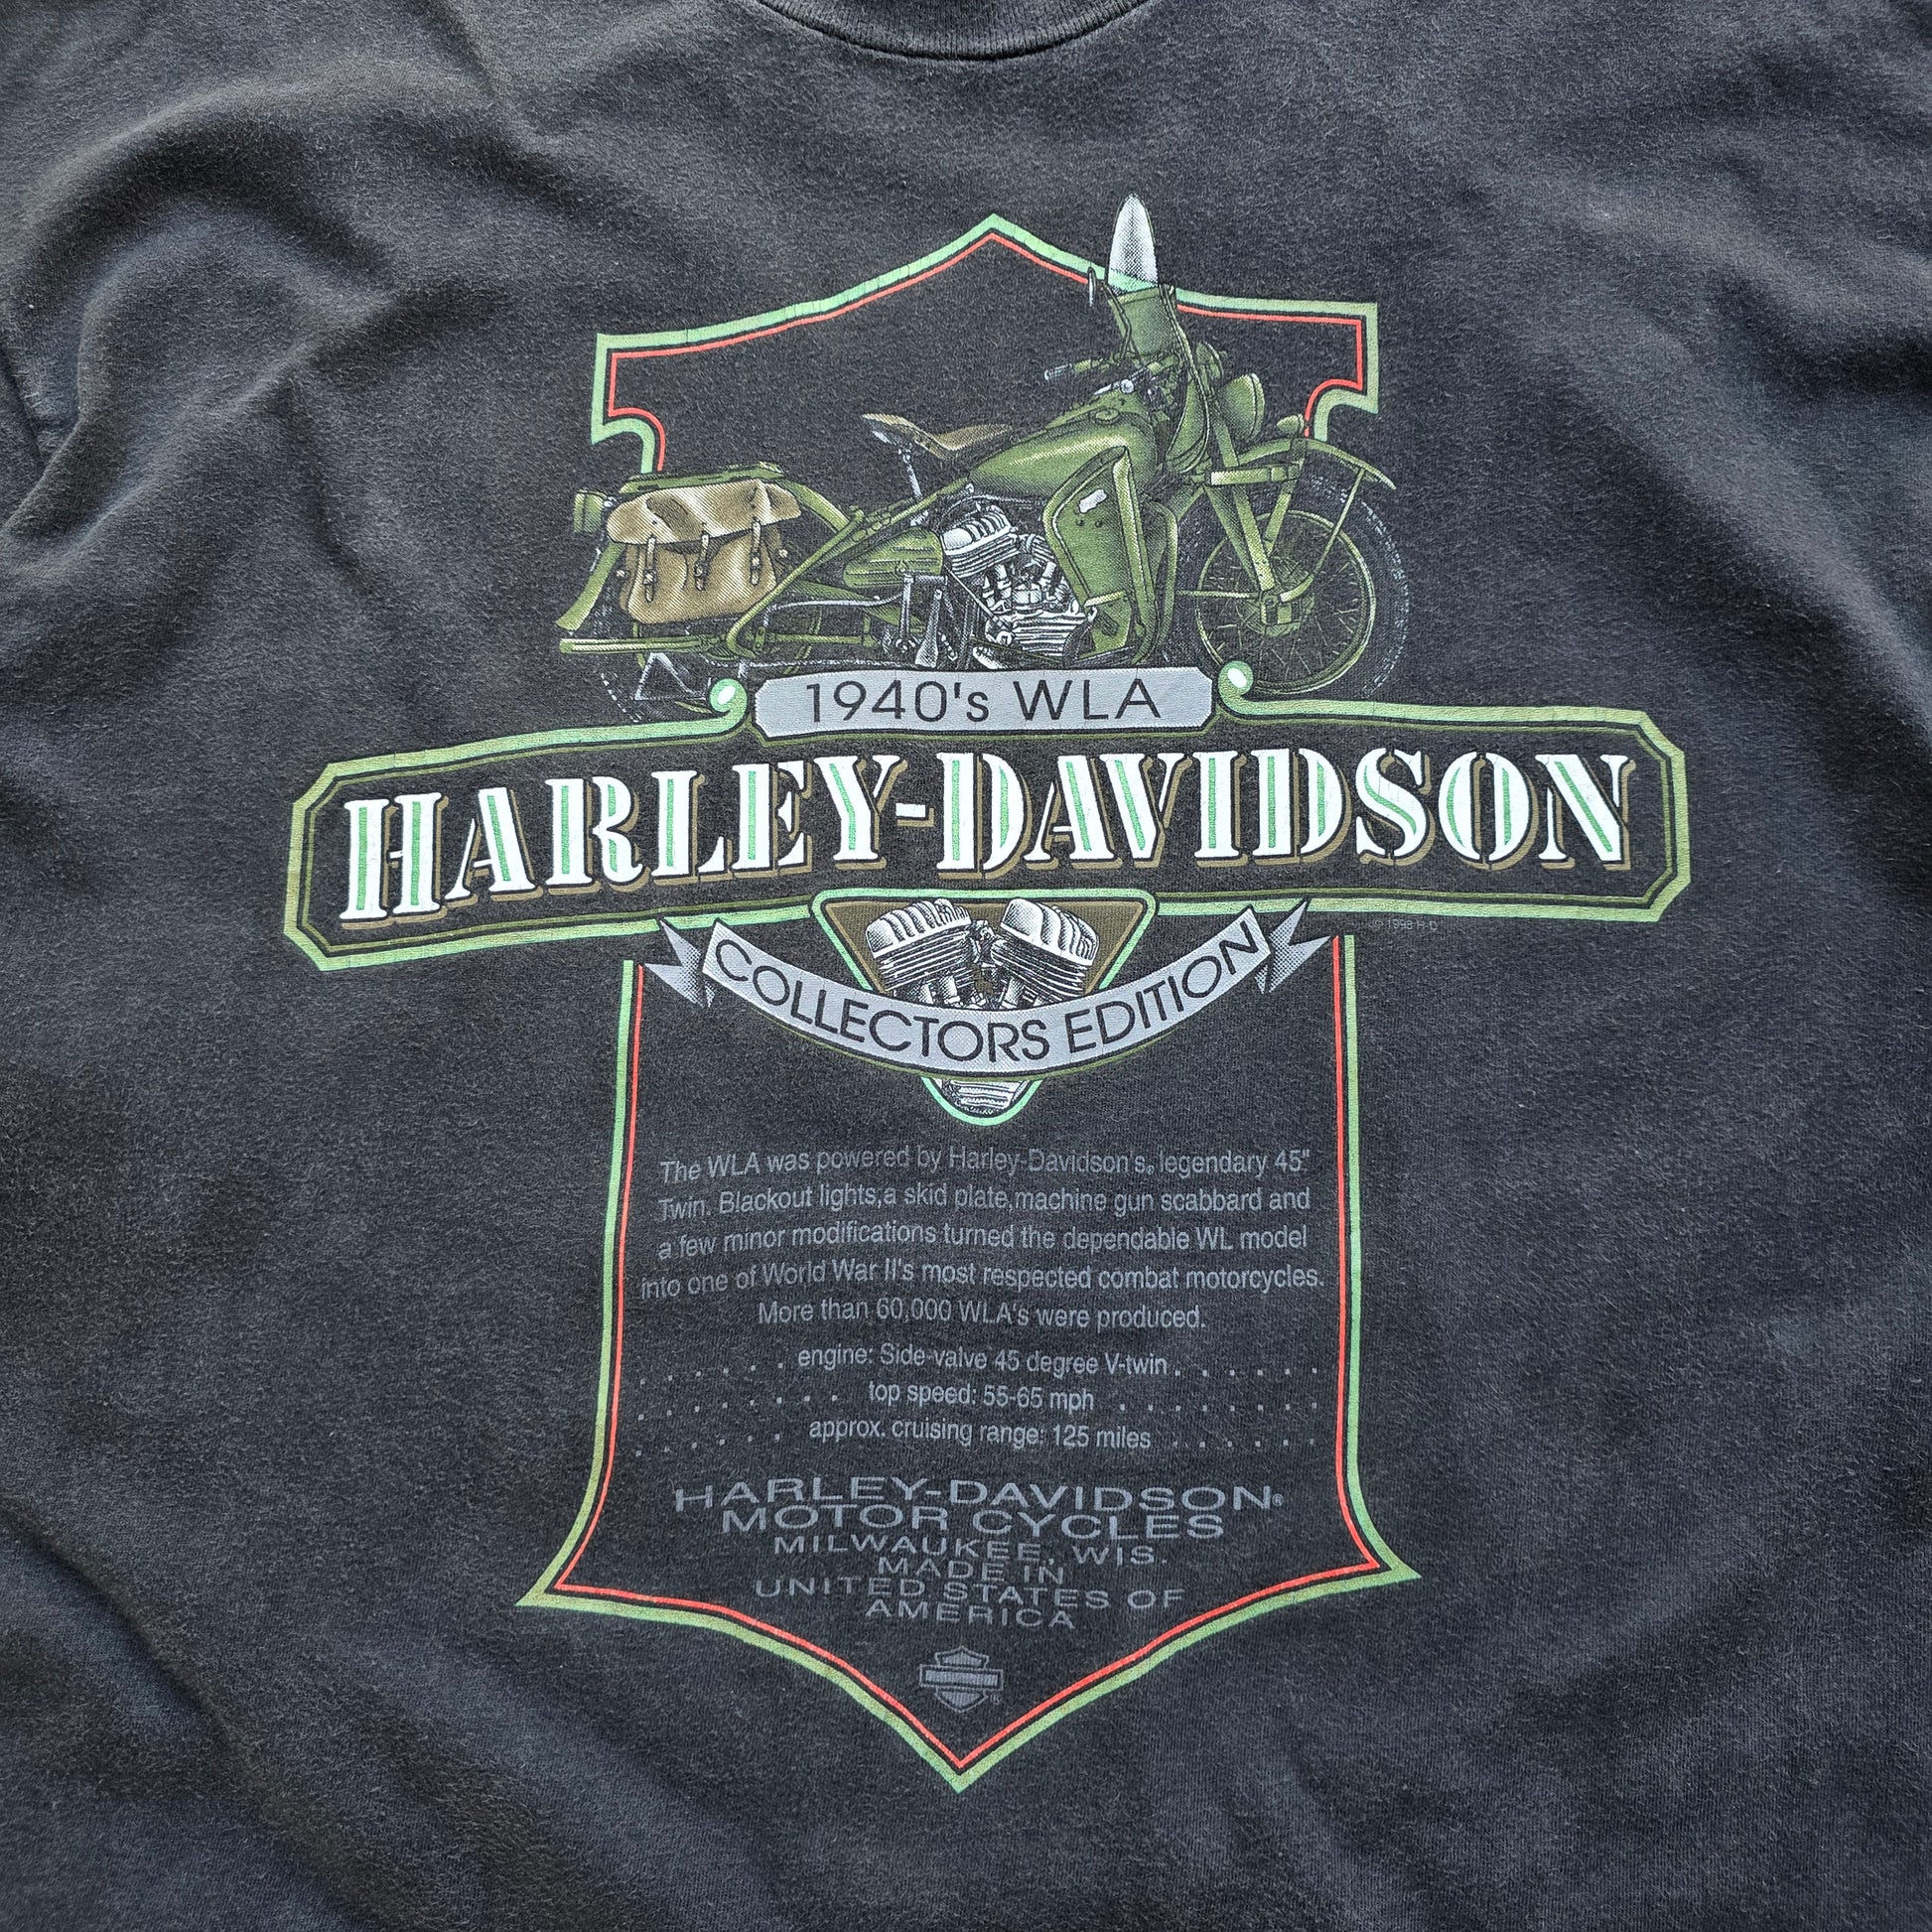 1940's WLA
HARLEY-DAVIDSON
COLLECTORS EDITION
The WLA was powered by Harley-Davidson's® legendary 45"
Twin. Blackout lights,a skid plate,machine gun scabbard and
a few minor modifications turned the dependable WL model
into one of World War II's most respected combat motorcycles.
More than 60,000 WLA's were produced.
. . . . . . engine: Side-valve 45 degree V-twin . . . . . .
. . . . . . . . top speed: 55-65 mph . . . . . . . .
. . . . . . approx. cruising range: 125 miles . . . . . .
HARLEY-DAVIDSON®
MOTOR CYCLES
MILWAUKEE, WIS.
MADE IN
UNITED STATES OF
AMERICA
®